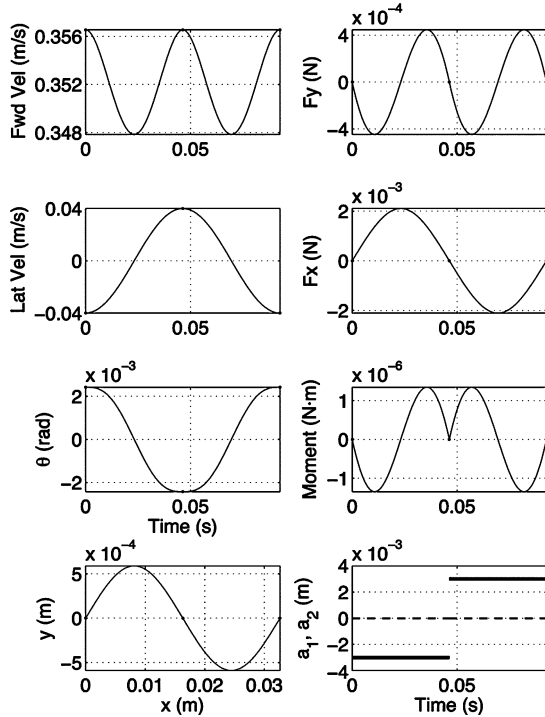 Fwd Vel (m/s)
0.356
0.352
0.348
0
0.05
x 10⁻⁴
Fy (N)
4
0
−4
0
0.05
Lat Vel (m/s)
0.04
0
−0.04
0
0.05
x 10⁻³
Fx (N)
2
0
−2
0
0.05
x 10⁻³
θ (rad)
2
0
−2
0
0.05
Time (s)
x 10⁻⁶
Moment (N·m)
1
0
−1
0
0.05
x 10⁻⁴
y (m)
5
0
−5
0
0.01
0.02
0.03
x (m)
x 10⁻³
a₁, a₂ (m)
4
2
0
−2
−4
0
0.05
Time (s)